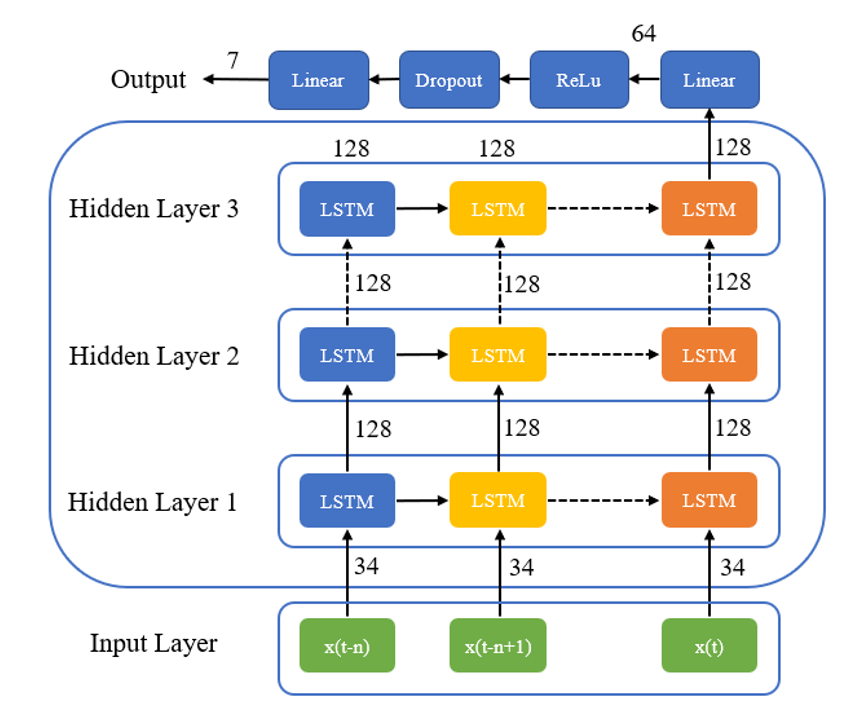 64
7
Output
Linear
Dropout
ReLu
Linear
128
128
128
Hidden Layer 3
LSTM
LSTM
LSTM
128
128
128
Hidden Layer 2
LSTM
LSTM
LSTM
128
128
128
Hidden Layer 1
LSTM
LSTM
LSTM
34
34
34
Input Layer
x(t-n)
x(t-n+1)
x(t)